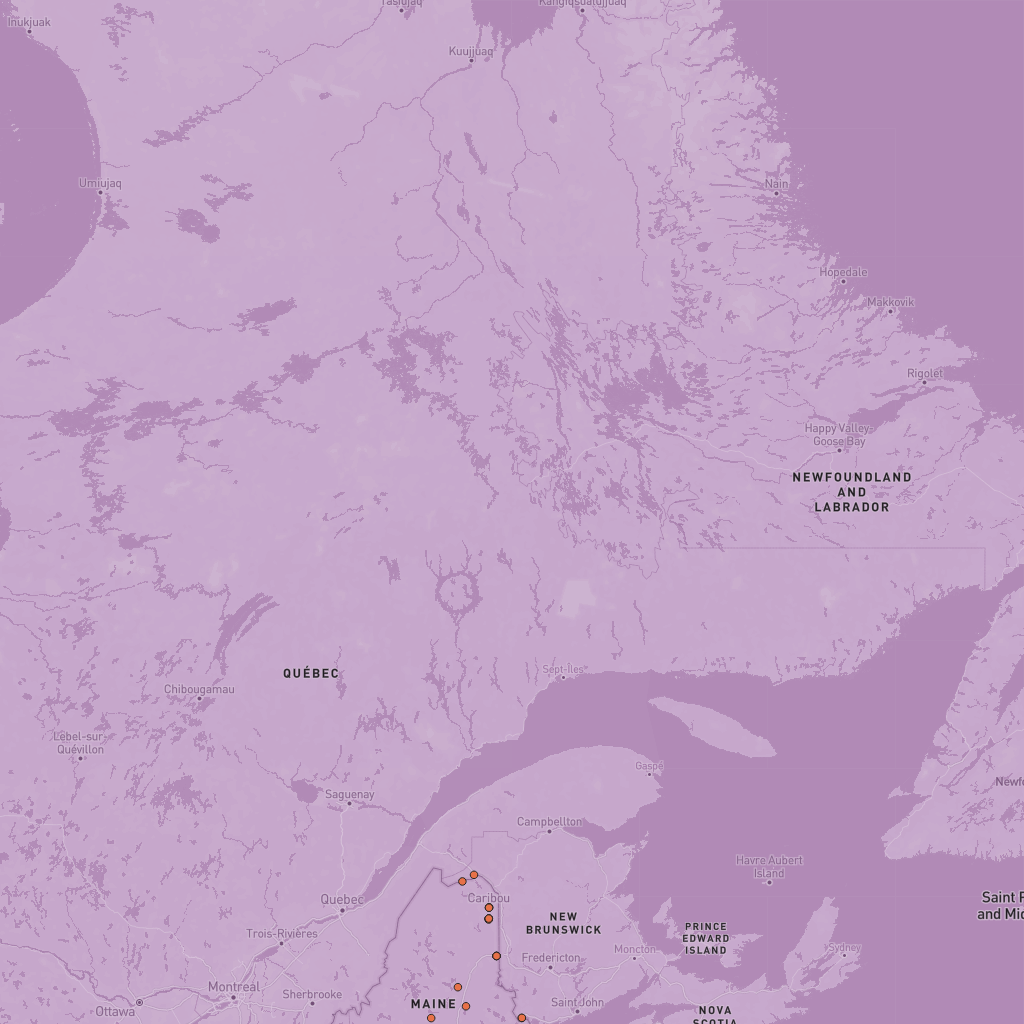 Tasiujaq
Kangiqsualujjuaq
Inukjuak
Kuujjuaq
Umiujaq
Nain
Hopedale
Makkovik
Rigolet
Happy Valley-
Goose Bay
NEWFOUNDLAND
AND
LABRADOR
Sept-Îles
QUÉBEC
Chibougamau
Lebel-sur-
Quévillon
Gaspé
Saguenay
Campbellton
Havre Aubert
Island
Caribou
Quebec
NEW
BRUNSWICK
PRINCE
EDWARD
ISLAND
Trois-Rivières
Moncton
Sydney
Fredericton
Montreal
Sherbrooke
MAINE
Saint John
Ottawa
NOVA
SCOTIA